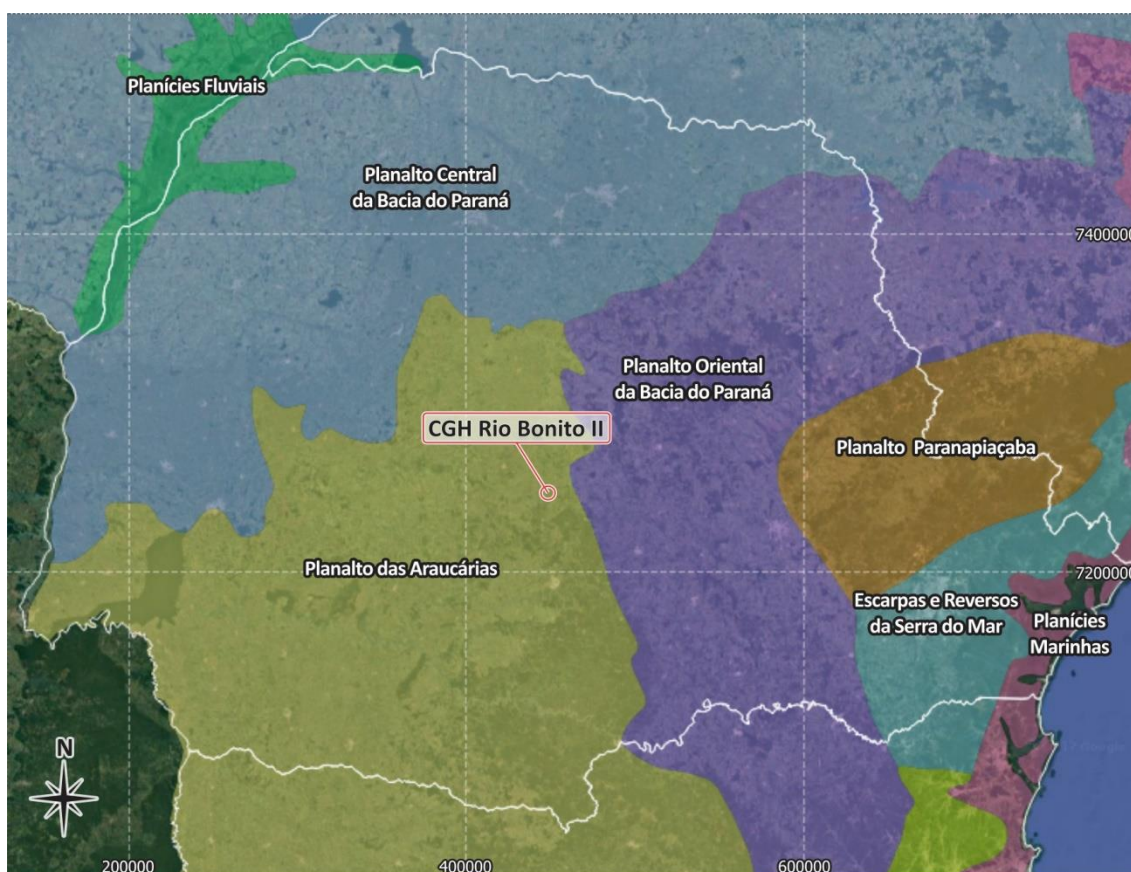 Planícies Fluviais
Planalto Central
da Bacia do Paraná
7400000
Planalto Oriental
da Bacia do Paraná
CGH Rio Bonito II
Planalto Paranapiaçaba
Planalto das Araucárias
7200000
Escarpas e Reversos
da Serra do Mar
Planícies
Marinhas
N
200000
400000
600000